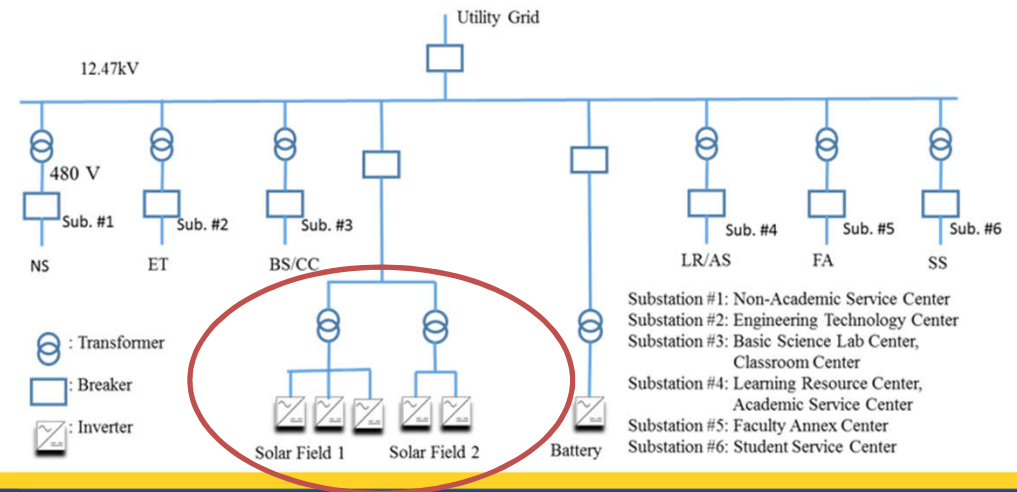 Utility Grid
12.47kV
480 V
Sub. #1
Sub. #2
Sub. #3
Sub. #4
Sub. #5
Sub. #6
NS
ET
BS/CC
LR/AS
FA
SS
: Transformer
: Breaker
: Inverter
Solar Field 1
Solar Field 2
Battery
Substation #1: Non-Academic Service Center
Substation #2: Engineering Technology Center
Substation #3: Basic Science Lab Center,
Classroom Center
Substation #4: Learning Resource Center,
Academic Service Center
Substation #5: Faculty Annex Center
Substation #6: Student Service Center